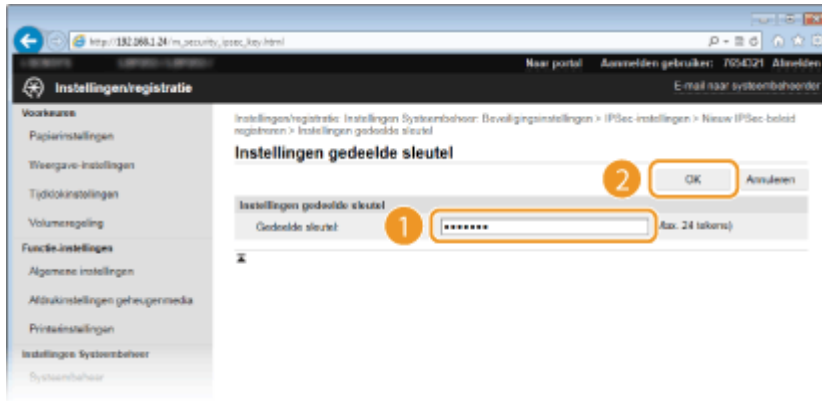 http://192.168.1.24/m_security_ipsec_key.html
Naar portal Aanmelden gebruiker: 7654321 Afmelden
Instellingen/registratie
E-mail naar systeembeheerder
Voorkeuren
Papierinstellingen
Weergave-instellingen
Tijdklokinstellingen
Volumeregeling
Functie-instellingen
Algemene instellingen
Afdrukinstellingen geheugenmedia
Printerinstellingen
Instellingen Systeembeheer
Systeembeheer
Instellingen/registratie: Instellingen Systeembeheer: Beveiligingsinstellingen > IPSec-instellingen > Nieuw IPSec-beleid
registreren > Instellingen gedeelde sleutel
Instellingen gedeelde sleutel
2
OK Annuleren
Instellingen gedeelde sleutel
Gedeelde sleutel: 1 ••••••• Max. 24 tekens)